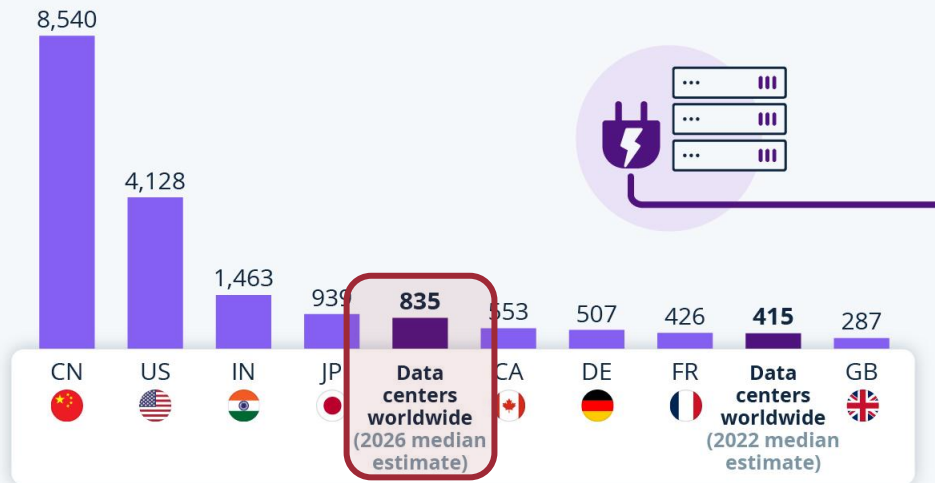 8,540
4,128
1,463
939
835
553
507
426
415
287
CN
US
IN
JP
Data
centers
worldwide
(2026 median
estimate)
CA
DE
FR
Data
centers
worldwide
(2022 median
estimate)
GB